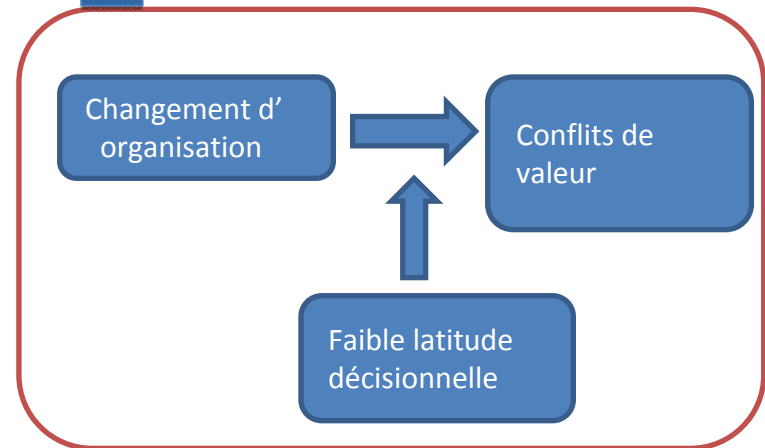 Changement d’
organisation
Conflits de
valeur
Faible latitude
décisionnelle